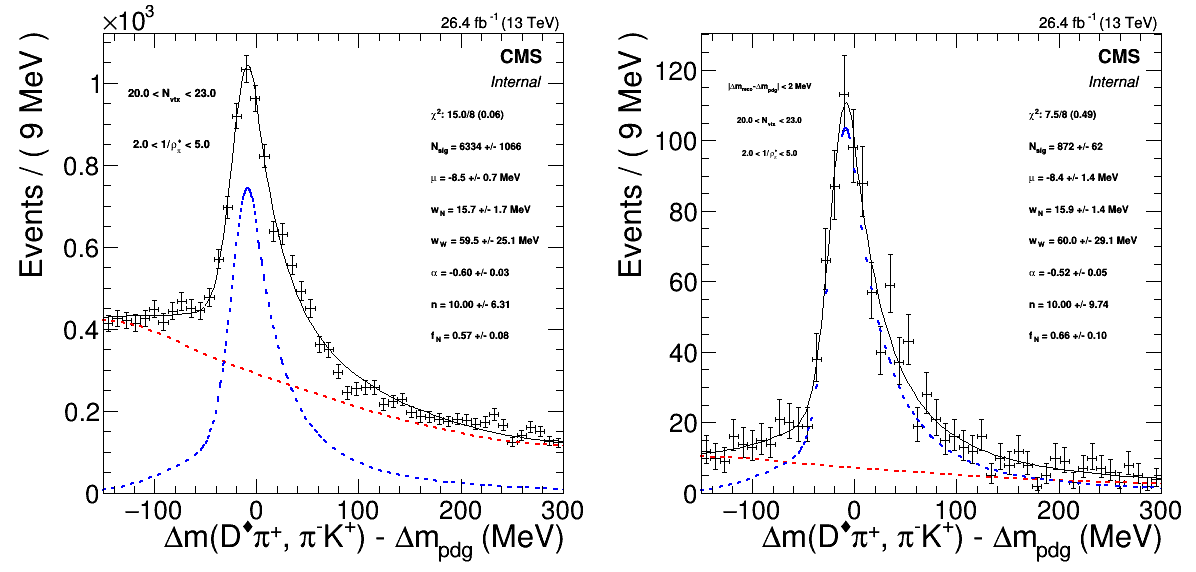 ×10³
26.4 fb⁻¹ (13 TeV)
CMS
Internal
20.0 < N_vtx < 23.0
2.0 < 1/ρ_π^♦ < 5.0
χ²: 15.0/8 (0.06)
N_sig = 6334 +/- 1066
μ = -8.5 +/- 0.7 MeV
w_N = 15.7 +/- 1.7 MeV
w_W = 59.5 +/- 25.1 MeV
α = -0.60 +/- 0.03
n = 10.00 +/- 6.31
f_N = 0.57 +/- 0.08
Events / ( 9 MeV )
1
0.8
0.6
0.4
0.2
0
−100 0 100 200 300
Δm(D♦π⁺, π⁻K⁺) - Δm_pdg (MeV)
26.4 fb⁻¹ (13 TeV)
CMS
Internal
|Δm_reco-Δm_pdg| < 2 MeV
20.0 < N_vtx < 23.0
2.0 < 1/ρ_π^♦ < 5.0
χ²: 7.5/8 (0.49)
N_sig = 872 +/- 62
μ = -8.4 +/- 1.4 MeV
w_N = 15.9 +/- 1.4 MeV
w_W = 60.0 +/- 29.1 MeV
α = -0.52 +/- 0.05
n = 10.00 +/- 9.74
f_N = 0.66 +/- 0.10
Events / ( 9 MeV )
120
100
80
60
40
20
0
−100 0 100 200 300
Δm(D♦π⁺, π⁻K⁺) - Δm_pdg (MeV)